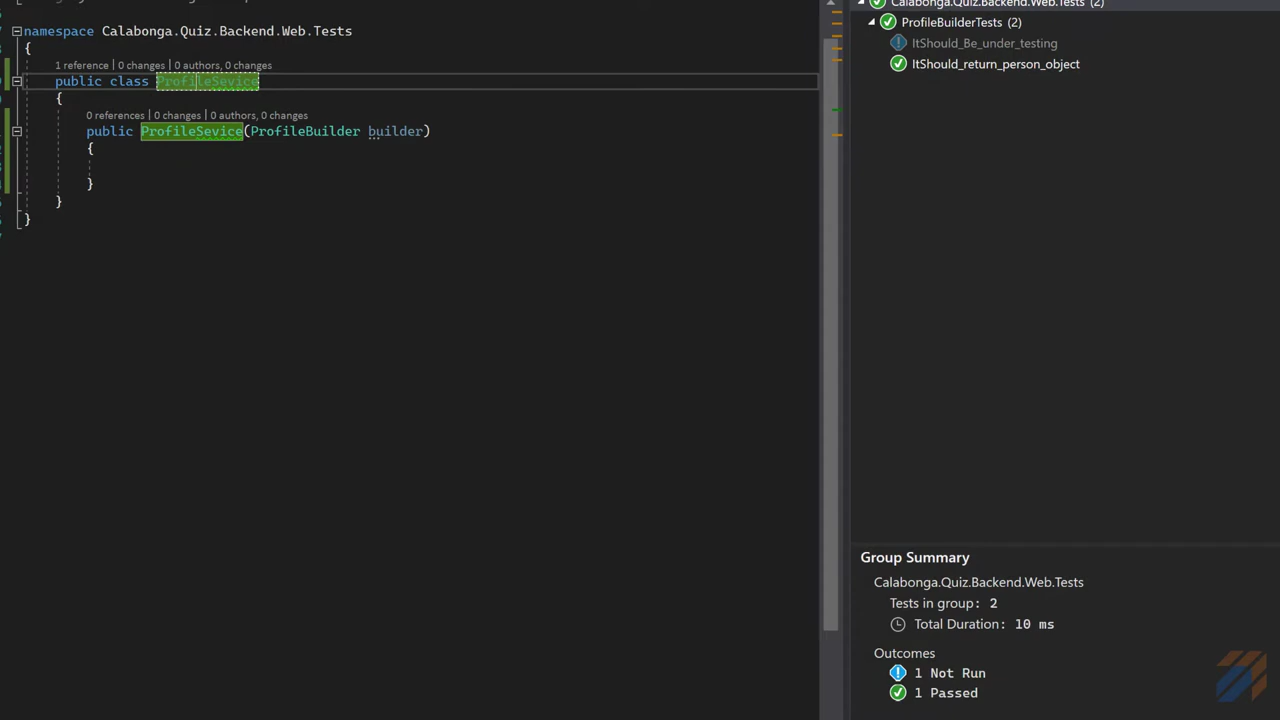 Calabonga.Quiz.Backend.Web.Tests (2)
namespace Calabonga.Quiz.Backend.Web.Tests
ProfileBuilderTests (2)
{
ItShould_Be_under_testing
1 reference | 0 changes | 0 authors, 0 changes
ItShould_return_person_object
public class ProfileSevice
{
0 references | 0 changes | 0 authors, 0 changes
public ProfileSevice(ProfileBuilder builder)
{
}
}
}
Group Summary
Calabonga.Quiz.Backend.Web.Tests
Tests in group: 2
Total Duration: 10 ms
Outcomes
1 Not Run
1 Passed